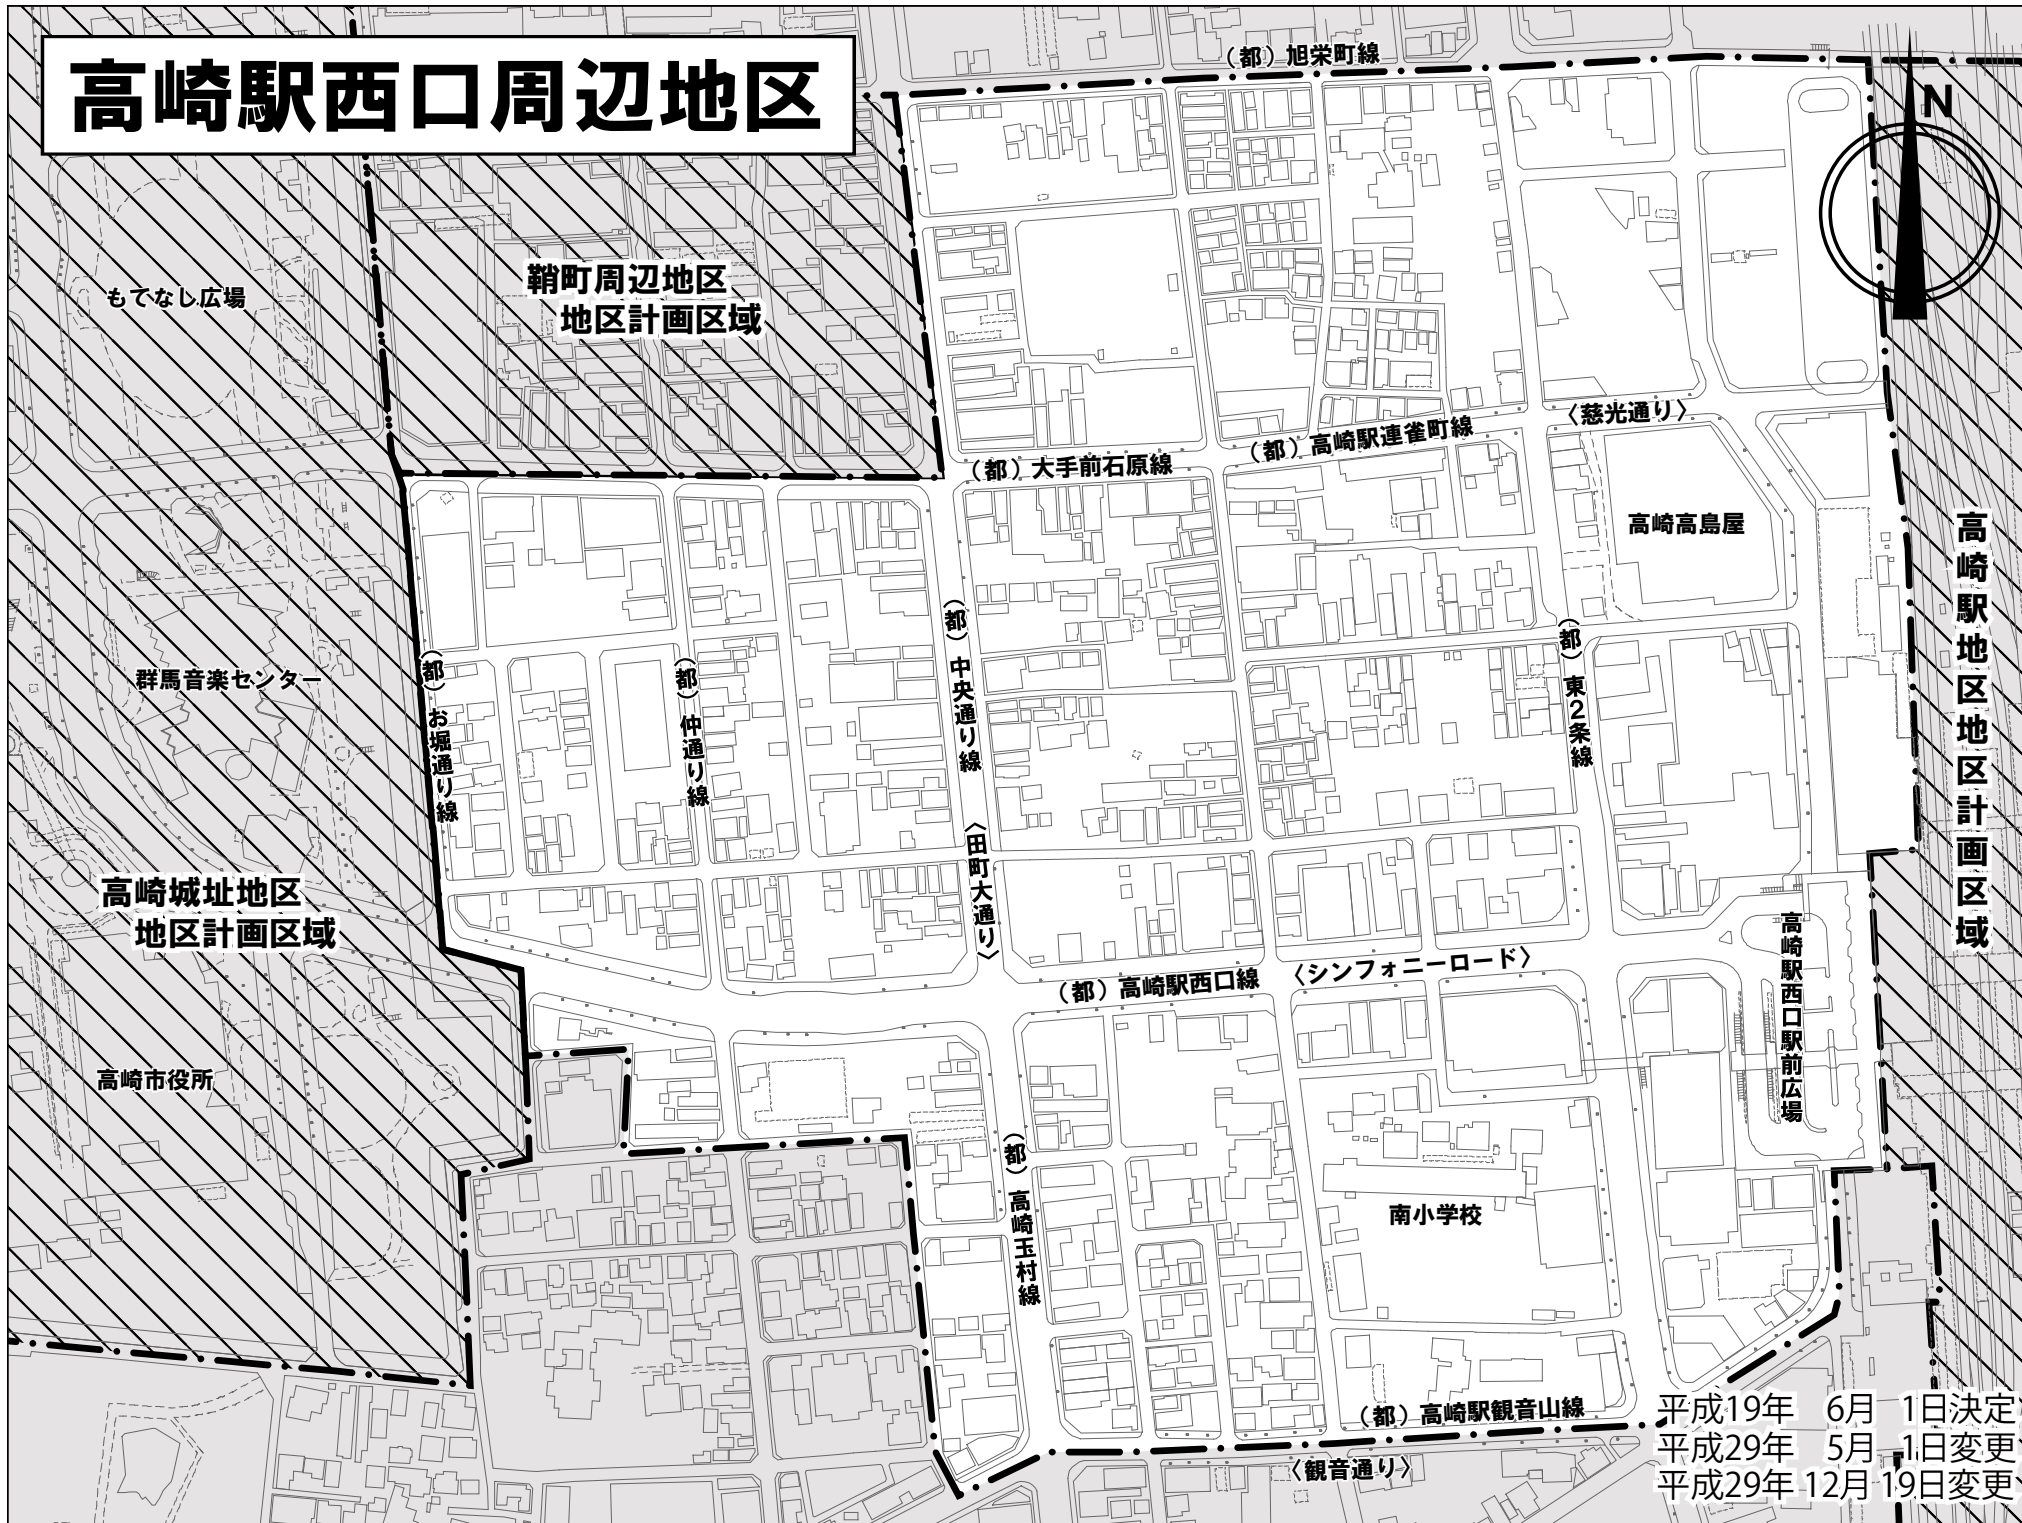 高崎駅西口周辺地区
（都）旭栄町線
N
鞘町周辺地区
地区計画区域
もてなし広場
〈慈光通り〉
（都）高崎駅連雀町線
（都）大手前石原線
高崎高島屋
高崎駅地区地区計画区域
群馬音楽センター
（都）お堀通り線
（都）仲通り線
（都）中央通り線
〈田町大通り〉
（都）東2条線
高崎城址地区
地区計画区域
〈シンフォニーロード〉
（都）高崎駅西口線
高崎駅西口駅前広場
高崎市役所
（都）高崎玉村線
南小学校
（都）高崎駅観音山線
〈観音通り〉
平成19年 6月 1日決定
平成29年 5月 1日変更
平成29年 12月 19日変更